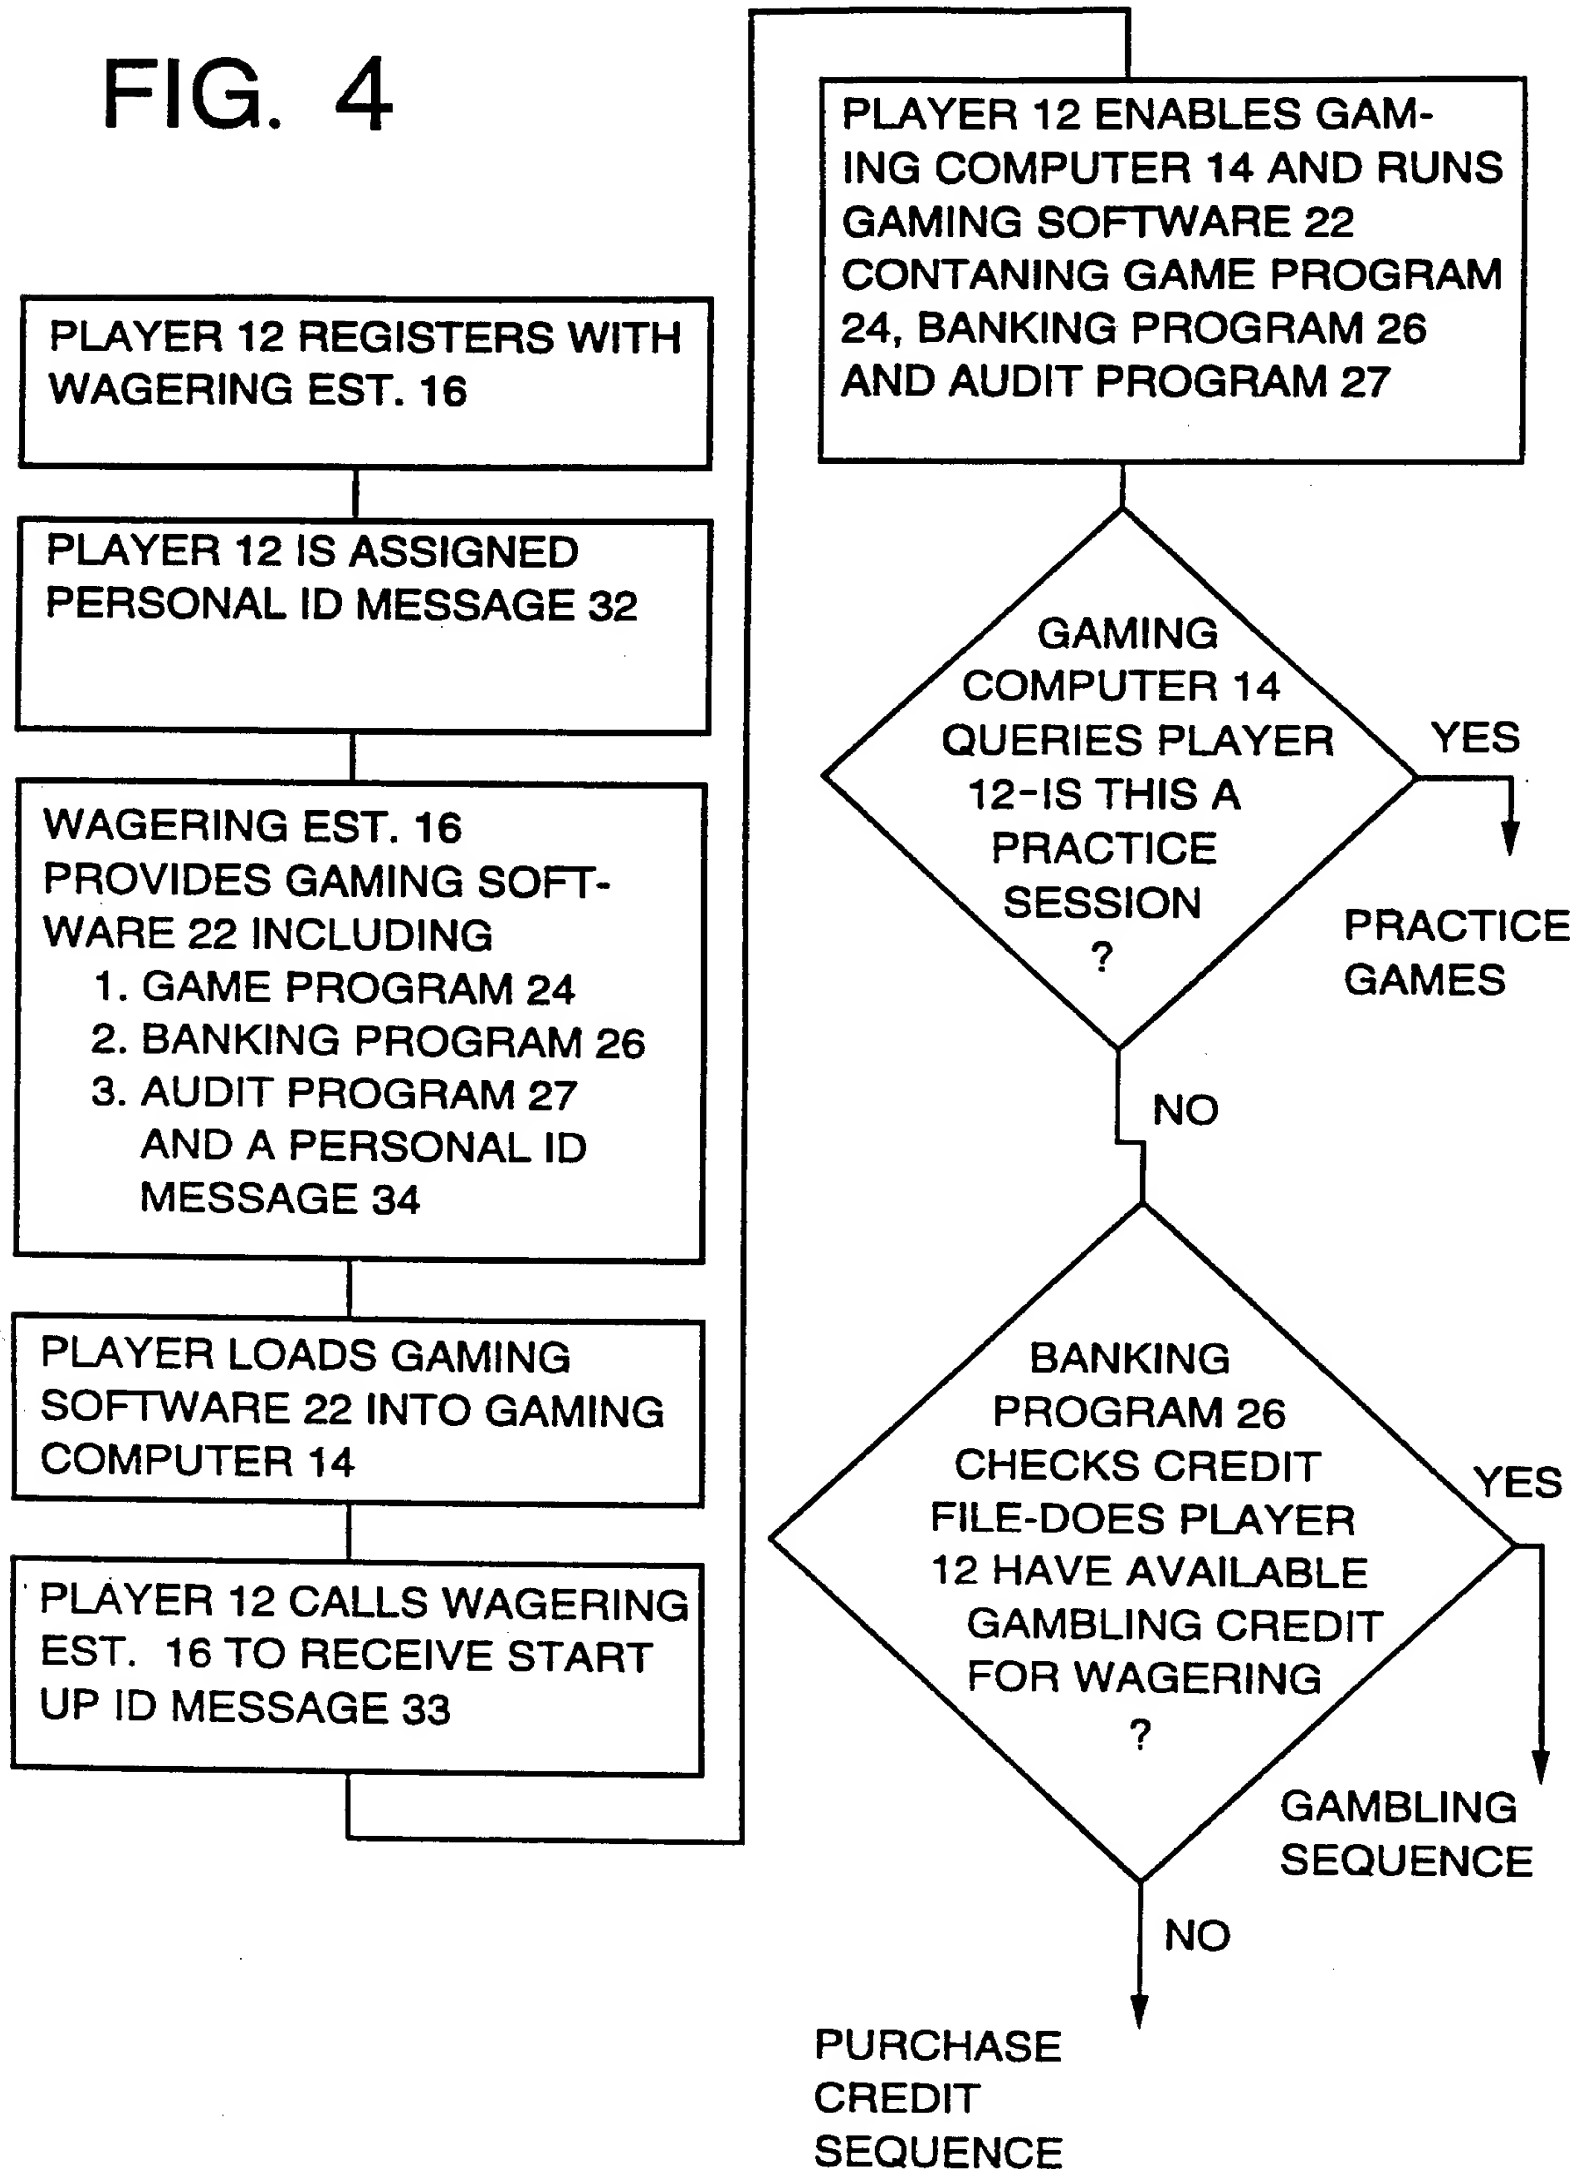 FIG. 4
PLAYER 12 REGISTERS WITH
WAGERING EST. 16
PLAYER 12 IS ASSIGNED
PERSONAL ID MESSAGE 32
WAGERING EST. 16
PROVIDES GAMING SOFT-
WARE 22 INCLUDING
1. GAME PROGRAM 24
2. BANKING PROGRAM 26
3. AUDIT PROGRAM 27
AND A PERSONAL ID
MESSAGE 34
PLAYER LOADS GAMING
SOFTWARE 22 INTO GAMING
COMPUTER 14
PLAYER 12 CALLS WAGERING
EST. 16 TO RECEIVE START
UP ID MESSAGE 33
PLAYER 12 ENABLES GAM-
ING COMPUTER 14 AND RUNS
GAMING SOFTWARE 22
CONTANING GAME PROGRAM
24, BANKING PROGRAM 26
AND AUDIT PROGRAM 27
GAMING
COMPUTER 14
QUERIES PLAYER
12-IS THIS A
PRACTICE
SESSION
?
YES
PRACTICE
GAMES
NO
BANKING
PROGRAM 26
CHECKS CREDIT
FILE-DOES PLAYER
12 HAVE AVAILABLE
GAMBLING CREDIT
FOR WAGERING
?
YES
GAMBLING
SEQUENCE
NO
PURCHASE
CREDIT
SEQUENCE